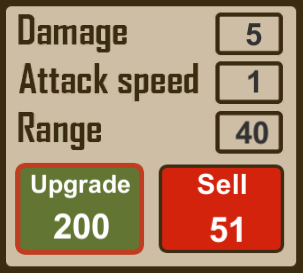 Damage 5
Attack speed 1
Range 40
Upgrade Sell
200 51